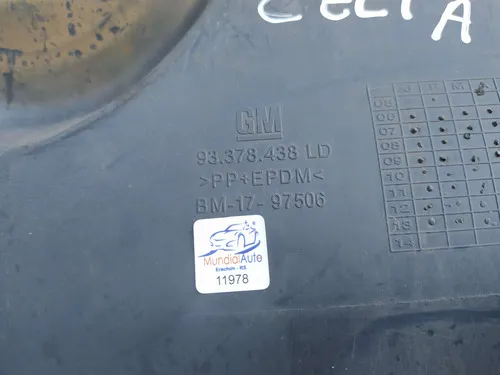 CELTA
GM
93.378.438 LD
>PP+EPDM<
BM-17-97506
MundialAuto
Erechim - RS
11978
05
06
07
08
09
10
11
12
13
14